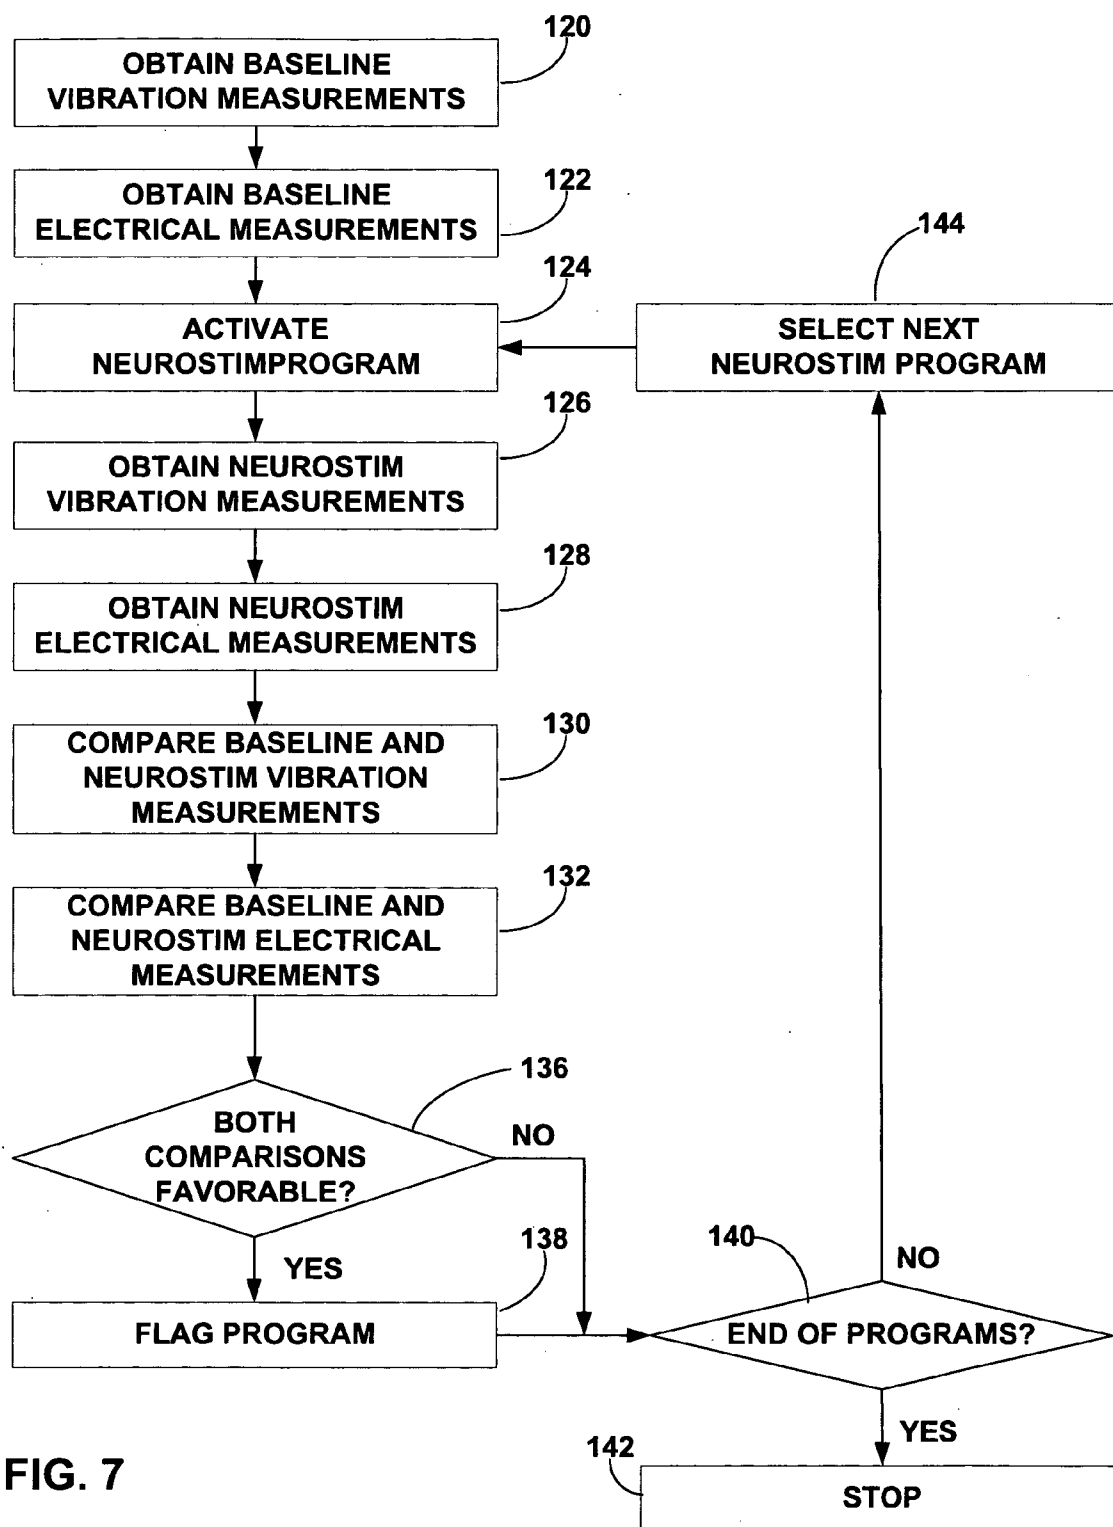 120
OBTAIN BASELINE
VIBRATION MEASUREMENTS
122
OBTAIN BASELINE
ELECTRICAL MEASUREMENTS
124
ACTIVATE
NEUROSTIMPROGRAM
144
SELECT NEXT
NEUROSTIM PROGRAM
126
OBTAIN NEUROSTIM
VIBRATION MEASUREMENTS
128
OBTAIN NEUROSTIM
ELECTRICAL MEASUREMENTS
130
COMPARE BASELINE AND
NEUROSTIM VIBRATION
MEASUREMENTS
132
COMPARE BASELINE AND
NEUROSTIM ELECTRICAL
MEASUREMENTS
136
BOTH
COMPARISONS
FAVORABLE?
NO
YES
138
FLAG PROGRAM
140
NO
END OF PROGRAMS?
YES
142
STOP
FIG. 7